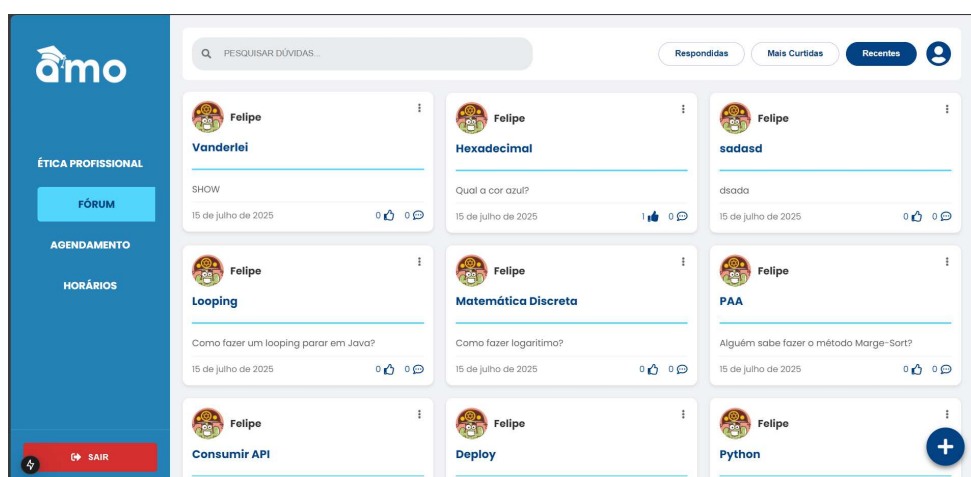 amo
ÉTICA PROFISSIONAL
FÓRUM
AGENDAMENTO
HORÁRIOS
SAIR
PESQUISAR DÚVIDAS...
Respondidas
Mais Curtidas
Recentes
Felipe
Vanderlei
SHOW
15 de julho de 2025 0 0
Felipe
Hexadecimal
Qual a cor azul?
15 de julho de 2025 1 0
Felipe
sadasd
dsada
15 de julho de 2025 0 0
Felipe
Looping
Como fazer um looping parar em Java?
15 de julho de 2025 0 0
Felipe
Matemática Discreta
Como fazer logaritimo?
15 de julho de 2025 0 0
Felipe
PAA
Alguém sabe fazer o método Marge-Sort?
15 de julho de 2025 0 0
Felipe
Consumir API
Felipe
Deploy
Felipe
Python